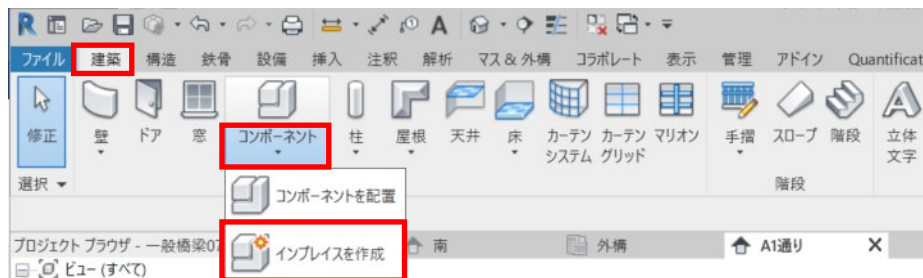 ファイル 建築 構造 鉄骨 設備 挿入 注釈 解析 マス & 外構 コラボレート 表示 管理 アドイン Quantificat
修正 壁 ドア 窓 コンポーネント 柱 屋根 天井 床 カーテン システム カーテン グリッド マリオン 手摺 スロープ 階段 立体 文字
選択 階段
コンポーネントを配置
プロジェクト ブラウザ - 一般橋梁07 インプレイスを作成 南 外構 A1通り
ビュー (すべて)